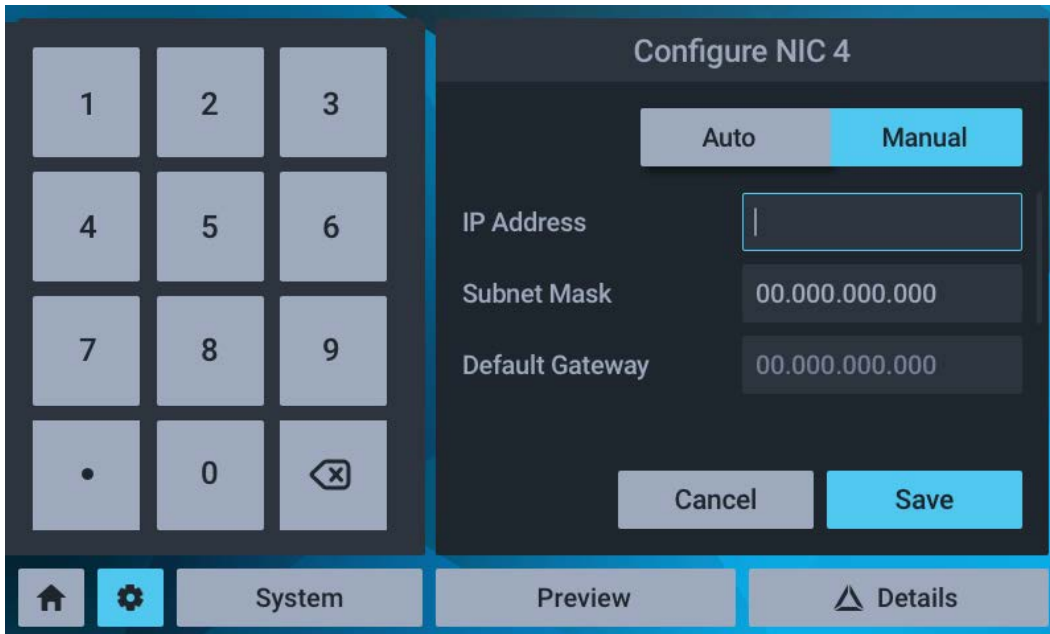 1 2 3
4 5 6
7 8 9
• 0
Configure NIC 4
Auto Manual
IP Address
Subnet Mask 00.000.000.000
Default Gateway 00.000.000.000
Cancel Save
System Preview Details